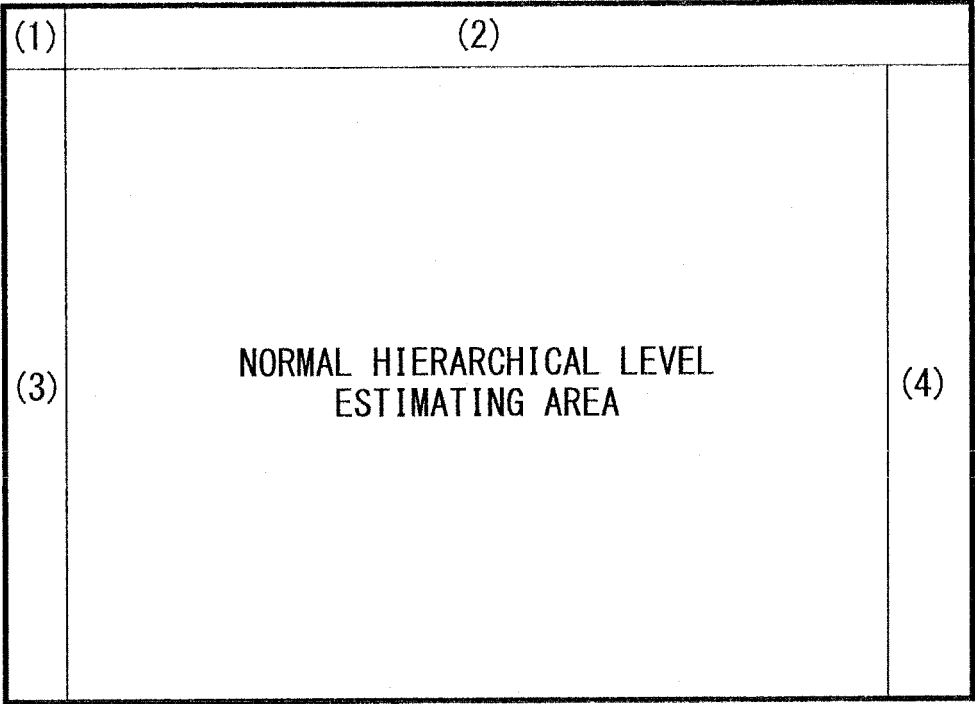 (1)
(2)
NORMAL HIERARCHICAL LEVEL
ESTIMATING AREA
(3)
(4)